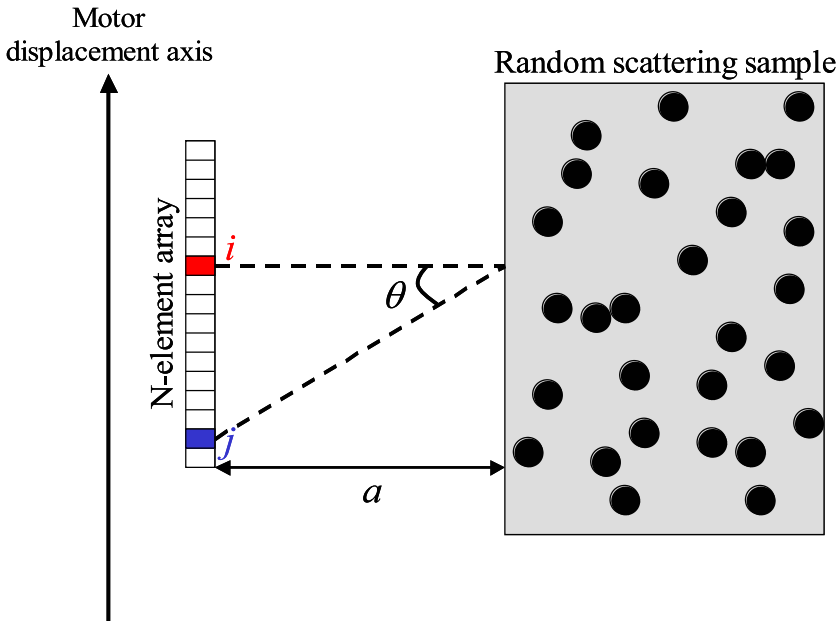 Motor
displacement axis
Random scattering sample
N-element array
i
θ
j
a